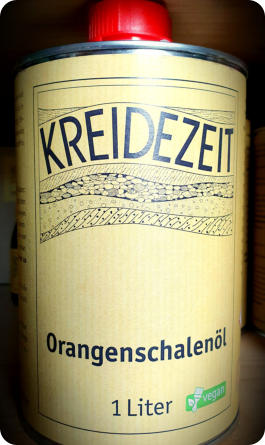 KREIDEZEIT
Orangenschalenöl
1 Liter
vegan